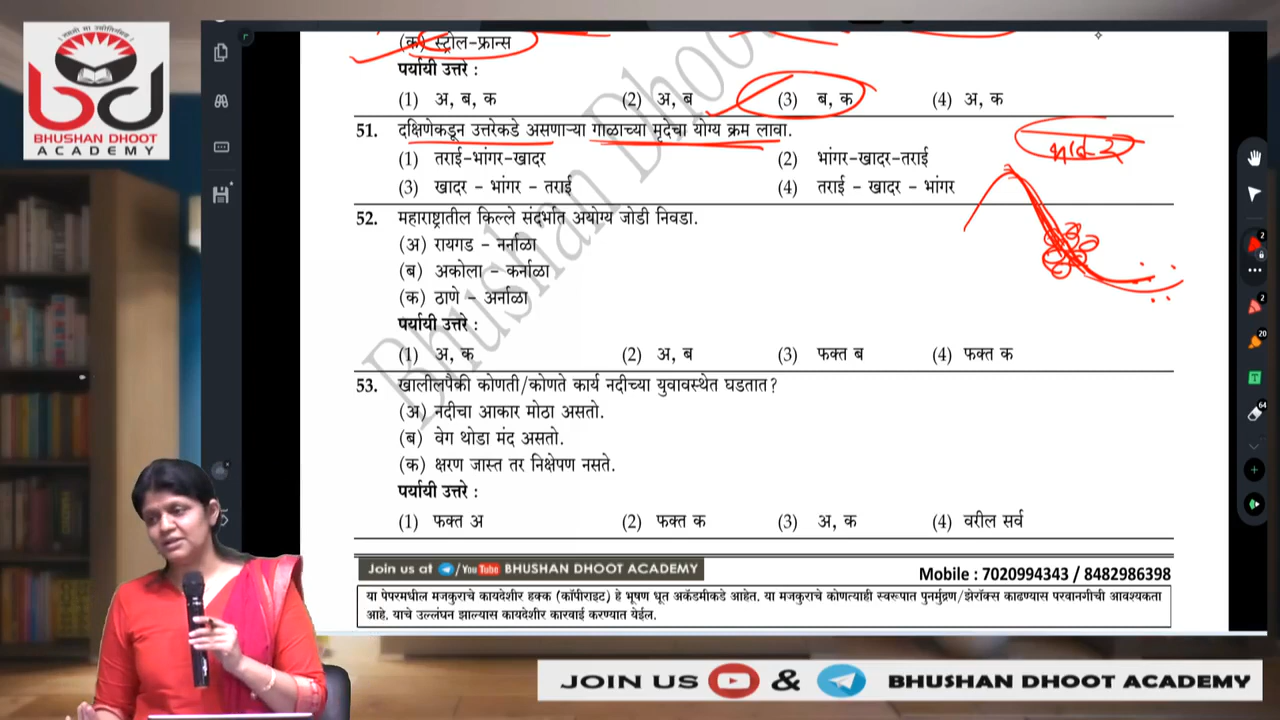 BHUSHAN DHOOT
ACADEMY
(क) स्ट्रोल-फ्रान्स
पर्यायी उत्तरे :
(1) अ, ब, क (2) अ, ब (3) ब, क (4) अ, क
51. दक्षिणेकडून उत्तरेकडे असणाऱ्या गाळाच्या मृदेचा योग्य क्रम लावा.
(1) तराई-भांगर-खादर (2) भांगर-खादर-तराई
(3) खादर - भांगर - तराई (4) तराई - खादर - भांगर
52. महाराष्ट्रातील किल्ले संदर्भात अयोग्य जोडी निवडा.
(अ) रायगड - नर्नाळा
(ब) अकोला - कर्नाळा
(क) ठाणे - अर्नाळा
पर्यायी उत्तरे :
(1) अ, क (2) अ, ब (3) फक्त ब (4) फक्त क
53. खालीलपैकी कोणती/कोणते कार्य नदीच्या युवावस्थेत घडतात?
(अ) नदीचा आकार मोठा असतो.
(ब) वेग थोडा मंद असतो.
(क) क्षरण जास्त तर निक्षेपण नसते.
पर्यायी उत्तरे :
(1) फक्त अ (2) फक्त क (3) अ, क (4) वरील सर्व
Join us at /You Tube BHUSHAN DHOOT ACADEMY
Mobile : 7020994343 / 8482986398
या पेपरमधील मजकुराचे कायदेशीर हक्क (कॉपीराइट) हे भूषण धूत अकॅडमीकडे आहेत. या मजकुराचे कोणत्याही स्वरूपात पुनर्मुद्रण/झेरॉक्स काढण्यास परवानगीची आवश्यकता
आहे. याचे उल्लंघन झाल्यास कायदेशीर कारवाई करण्यात येईल.
Bhushan Dhoo
JOIN US & BHUSHAN DHOOT ACADEMY